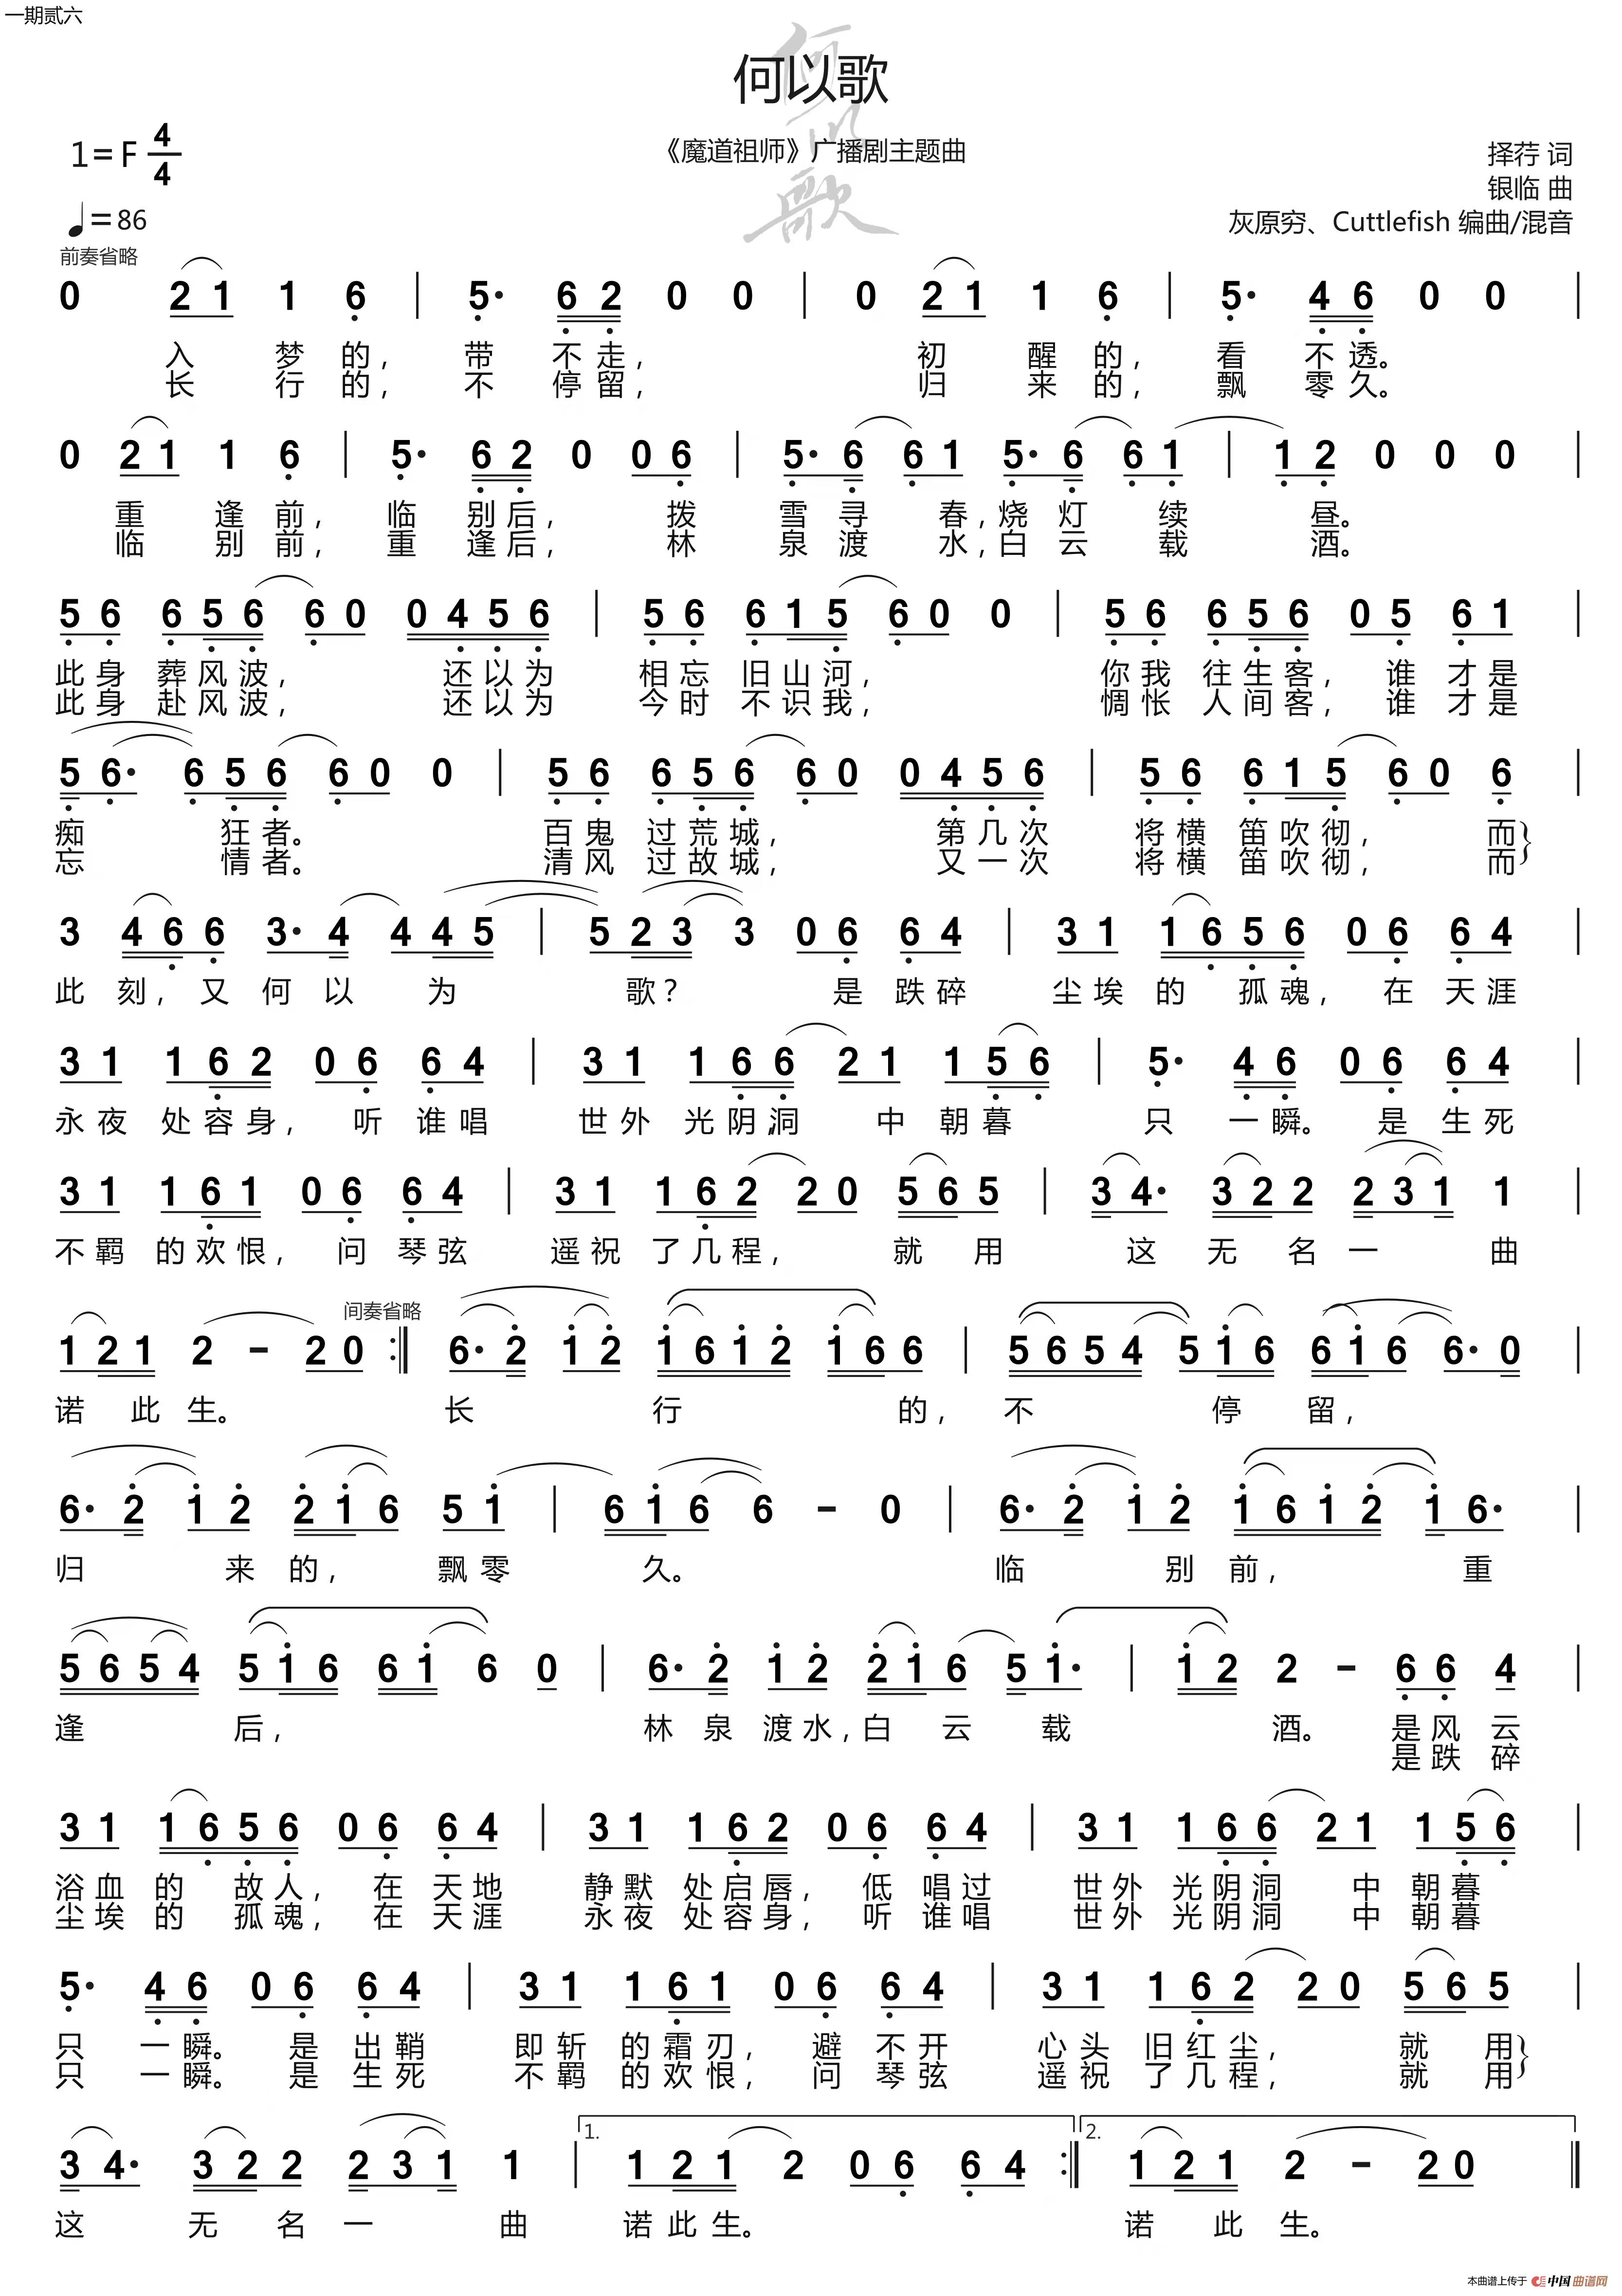 一期贰六
何以歌
《魔道祖师》广播剧主题曲
1=F 4/4
♩=86
择荇 词
银临 曲
灰原穷、Cuttlefish 编曲/混音
前奏省略
0 2 1 1 6 | 5· 6 2 0 0 | 0 2 1 1 6 | 5· 4 6 0 0 |
入 梦 的, 带 不 走, 初 醒 的, 看 不 透。
长 行 的, 不 停 留, 归 来 的, 飘 零 久。
0 2 1 1 6 | 5· 6 2 0 0 6 | 5· 6 6 1 5· 6 6 1 | 1 2 0 0 0 |
重 逢 前, 临 别 后, 拨 雪 寻 春,烧 灯 续 昼。
临 别 前, 重 逢 后, 林 泉 渡 水,白 云 载 酒。
5 6 6 5 6 6 0 0 4 5 6 | 5 6 6 1 5 6 0 0 | 5 6 6 5 6 0 5 6 1 |
此 身 葬 风 波, 还 以 为 相 忘 旧 山 河, 你 我 往 生 客, 谁 才 是
此 身 赴 风 波, 还 以 为 今 时 不 识 我, 惆 怅 人 间 客, 谁 才 是
5 6· 6 5 6 6 0 0 | 5 6 6 5 6 6 0 0 4 5 6 | 5 6 6 1 5 6 0 6 |
痴 狂 者。 百 鬼 过 荒 城, 第 几 次 将 横 笛 吹 彻, 而
忘 情 者。 清 风 过 故 城, 又 一 次 将 横 笛 吹 彻, 而
3 4 6 6 3· 4 4 4 5 | 5 2 3 3 0 6 6 4 | 3 1 1 6 5 6 0 6 6 4 |
此 刻, 又 何 以 为 歌? 是 跌 碎 尘 埃 的 孤 魂, 在 天 涯
3 1 1 6 2 0 6 6 4 | 3 1 1 6 6 2 1 1 5 6 | 5· 4 6 0 6 6 4 |
永 夜 处 容 身, 听 谁 唱 世 外 光 阴 洞 中 朝 暮 只 一 瞬。 是 生 死
3 1 1 6 1 0 6 6 4 | 3 1 1 6 2 2 0 5 6 5 | 3 4· 3 2 2 2 3 1 1
不 羁 的 欢 恨, 问 琴 弦 遥 祝 了 几 程, 就 用 这 无 名 一 曲
间奏省略
1 2 1 2 - 2 0 :‖ 6· 2 1 2 1 6 1 2 1 6 6 | 5 6 5 4 5 1 6 6 1 6 6· 0 |
诺 此 生。 长 行 的, 不 停 留,
6· 2 1 2 2 1 6 5 1 | 6 1 6 6 - 0 | 6· 2 1 2 1 6 1 2 1 6· |
归 来 的, 飘 零 久。 临 别 前, 重
5 6 5 4 5 1 6 6 1 6 0 | 6· 2 1 2 2 1 6 5 1· | 1 2 2 - 6 6 4 |
逢 后, 林 泉 渡 水,白 云 载 酒。 是 风 云
是 跌 碎
3 1 1 6 5 6 0 6 6 4 | 3 1 1 6 2 0 6 6 4 | 3 1 1 6 6 2 1 1 5 6 |
浴 血 的 故 人, 在 天 地 静 默 处 启 唇, 低 唱 过 世 外 光 阴 洞 中 朝 暮
尘 埃 的 孤 魂, 在 天 涯 永 夜 处 容 身, 听 谁 唱 世 外 光 阴 洞 中 朝 暮
5· 4 6 0 6 6 4 | 3 1 1 6 1 0 6 6 4 | 3 1 1 6 2 2 0 5 6 5 |
只 一 瞬。 是 出 鞘 即 斩 的 霜 刃, 避 不 开 心 头 旧 红 尘, 就 用
只 一 瞬。 是 生 死 不 羁 的 欢 恨, 问 琴 弦 遥 祝 了 几 程, 就 用
3 4· 3 2 2 2 3 1 1 | 1. 1 2 1 2 0 6 6 4 :‖ 2. 1 2 1 2 - 2 0 ‖
这 无 名 一 曲 诺 此 生。 诺 此 生。
本曲谱上传于 中国曲谱网